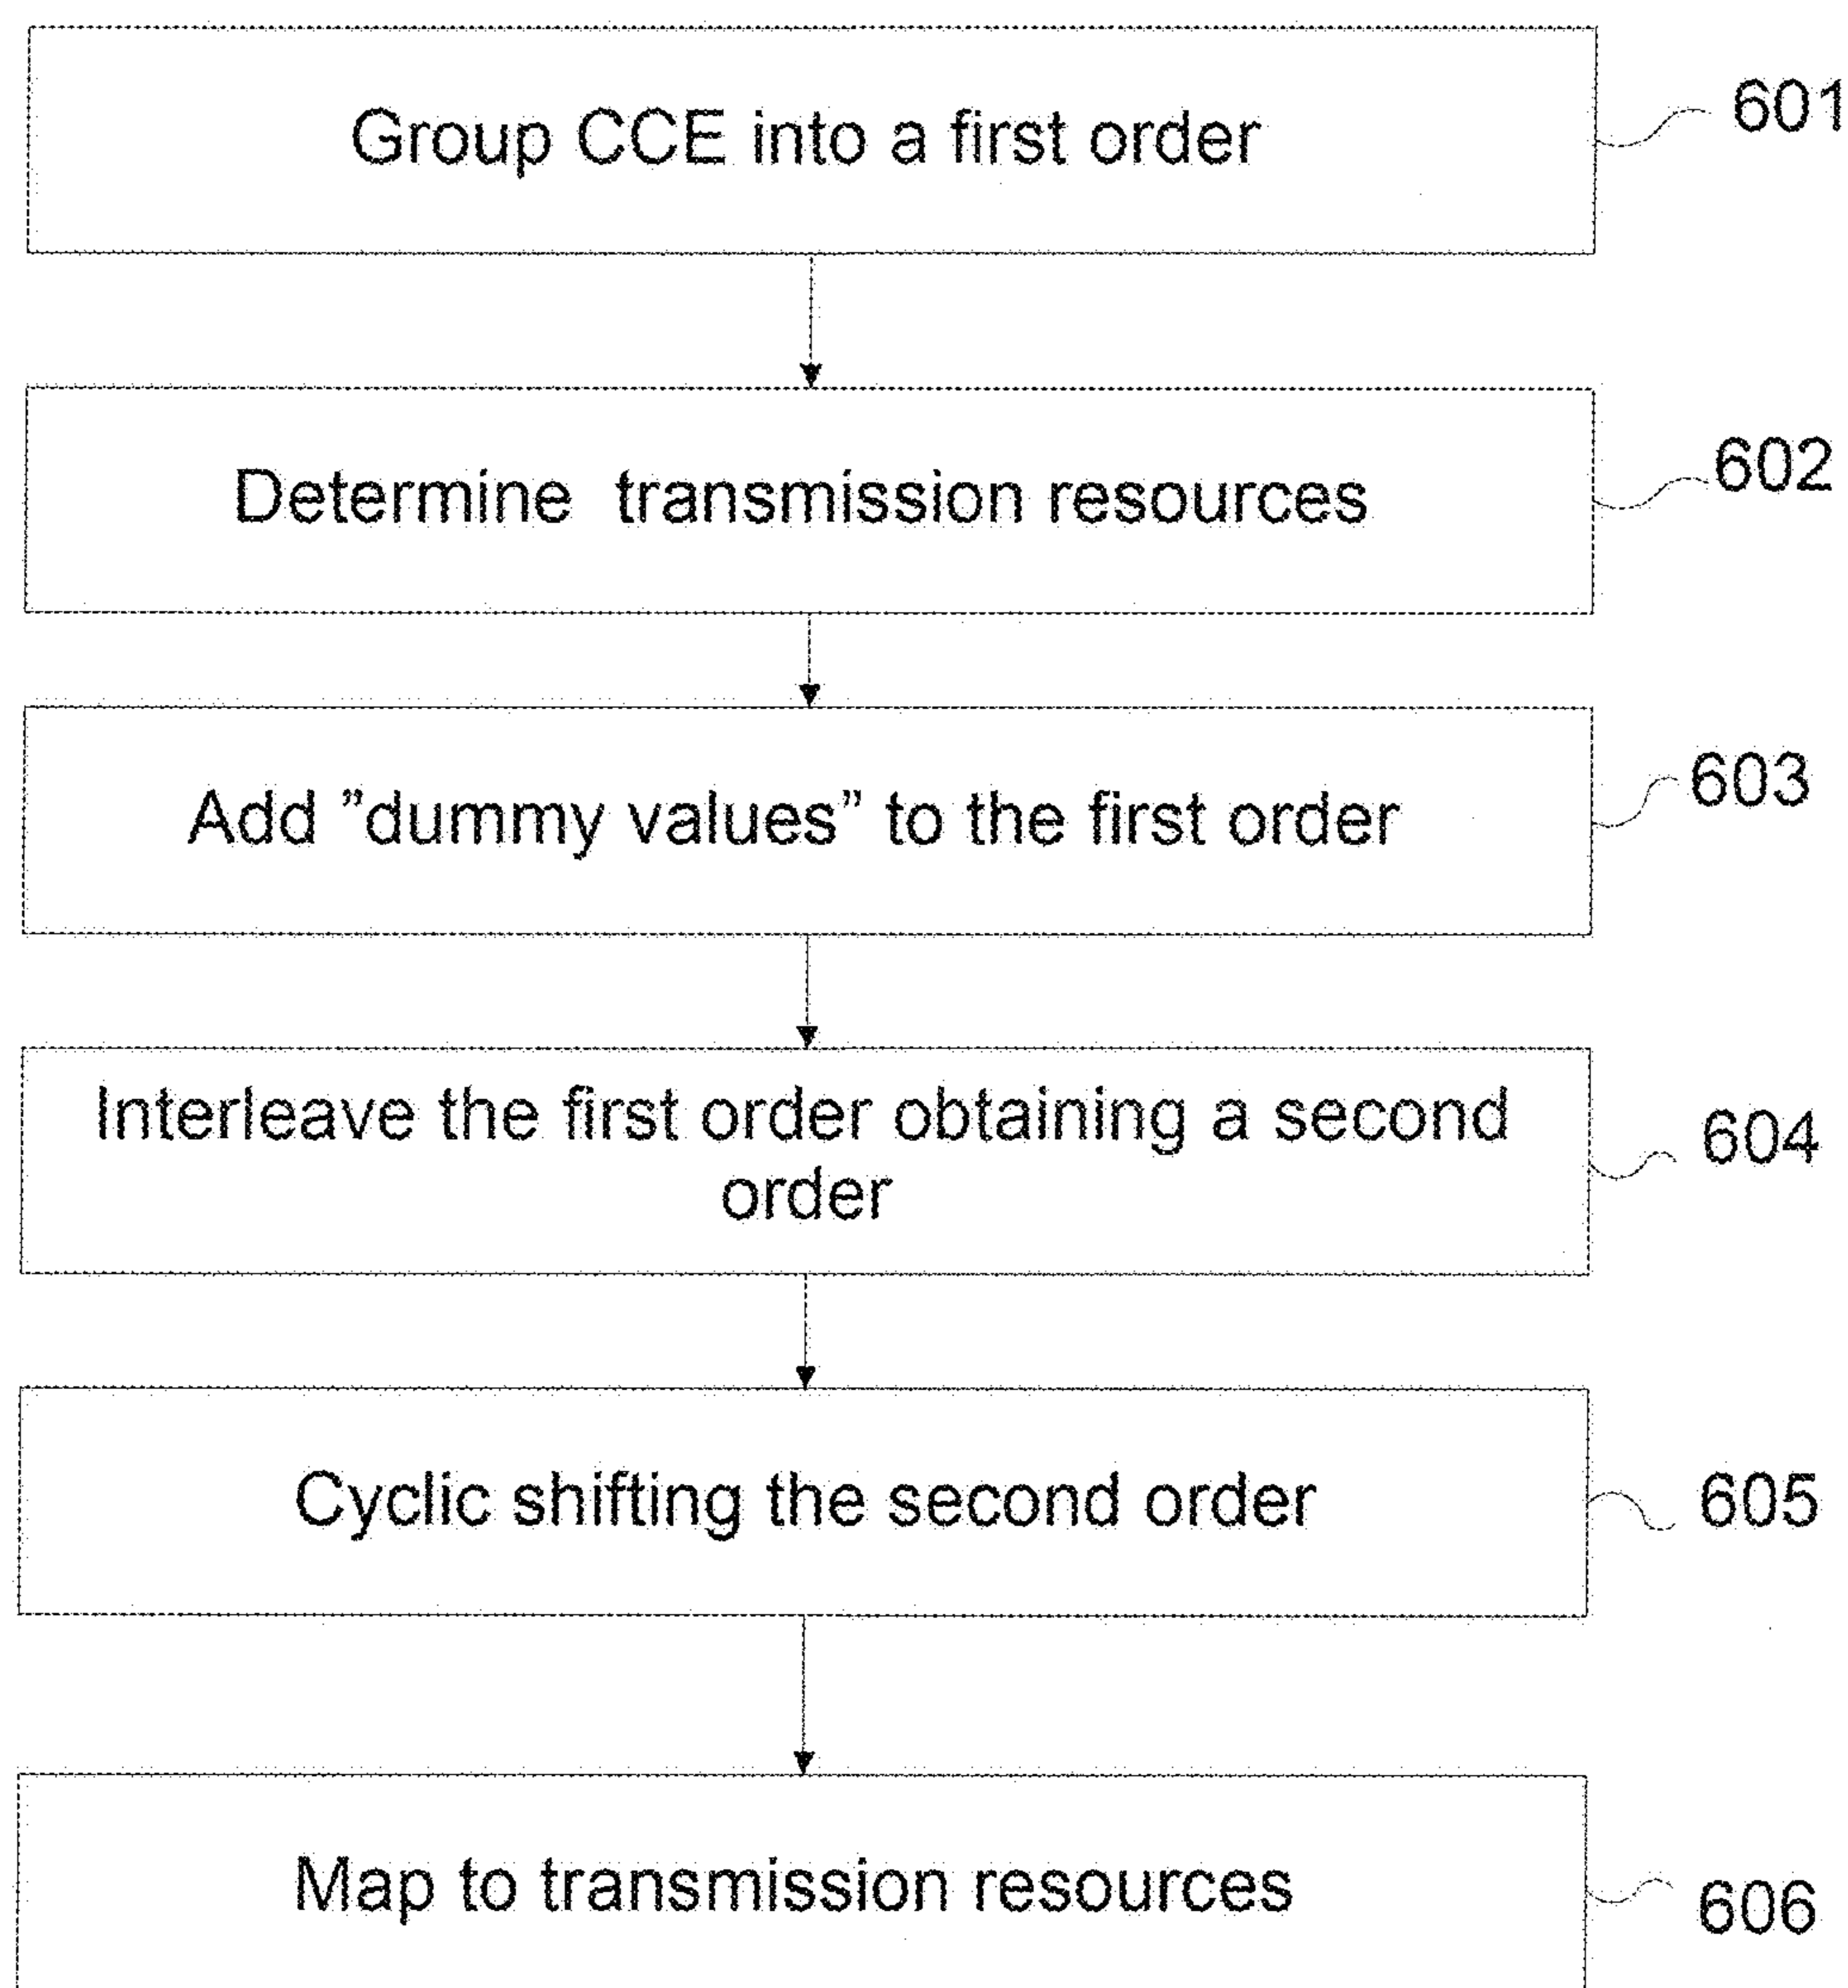 Group CCE into a first order
601
Determine transmission resources
602
Add ”dummy values” to the first order
603
Interleave the first order obtaining a second
order
604
Cyclic shifting the second order
605
Map to transmission resources
606